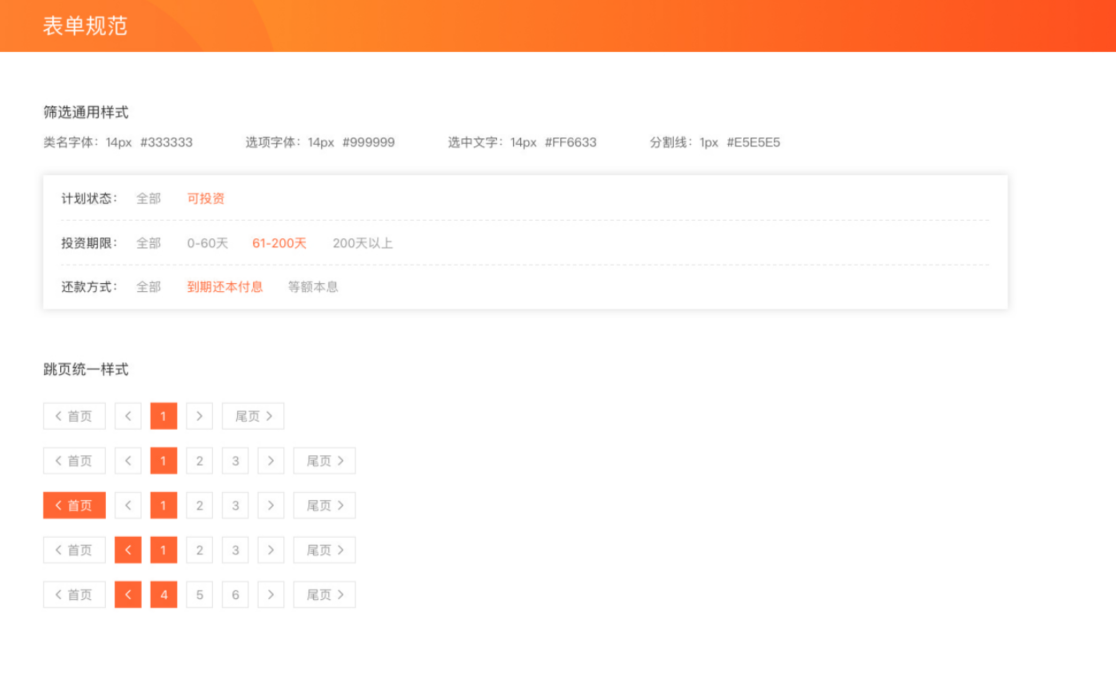 表单规范
筛选通用样式
类名字体：14px #333333 选项字体：14px #999999 选中文字：14px #FF6633 分割线：1px #E5E5E5
计划状态： 全部 可投资
投资期限： 全部 0-60天 61-200天 200天以上
还款方式： 全部 到期还本付息 等额本息
跳页统一样式
< 首页 < 1 > 尾页 >
< 首页 < 1 2 3 > 尾页 >
< 首页 < 1 2 3 > 尾页 >
< 首页 < 1 2 3 > 尾页 >
< 首页 < 4 5 6 > 尾页 >